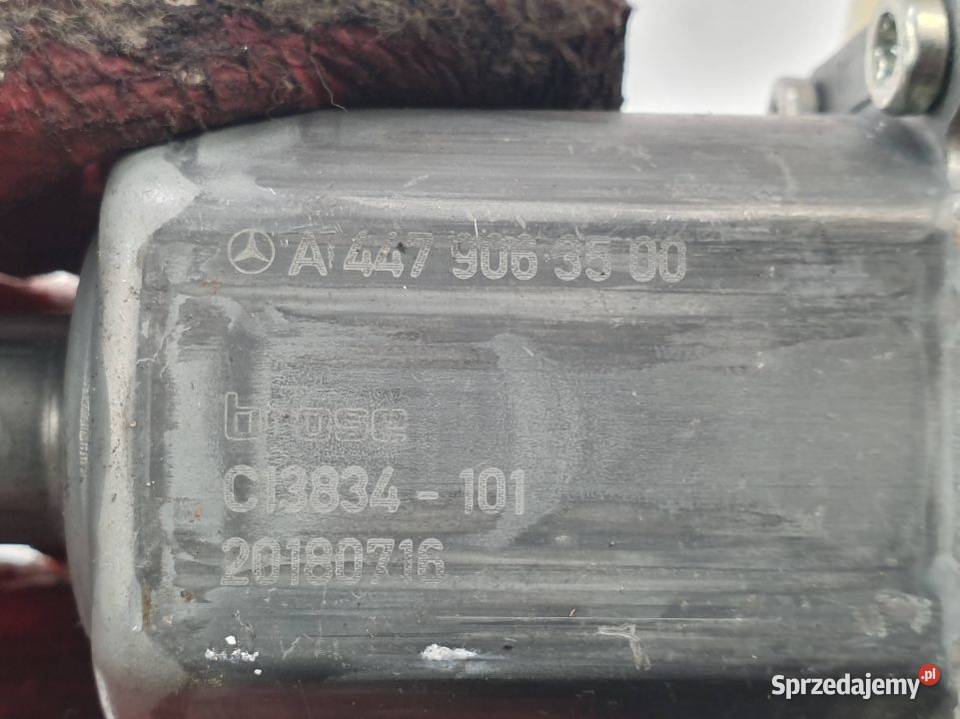 A 447 906 35 00
brose
C13834-101
20180716
Sprzedajemy.pl